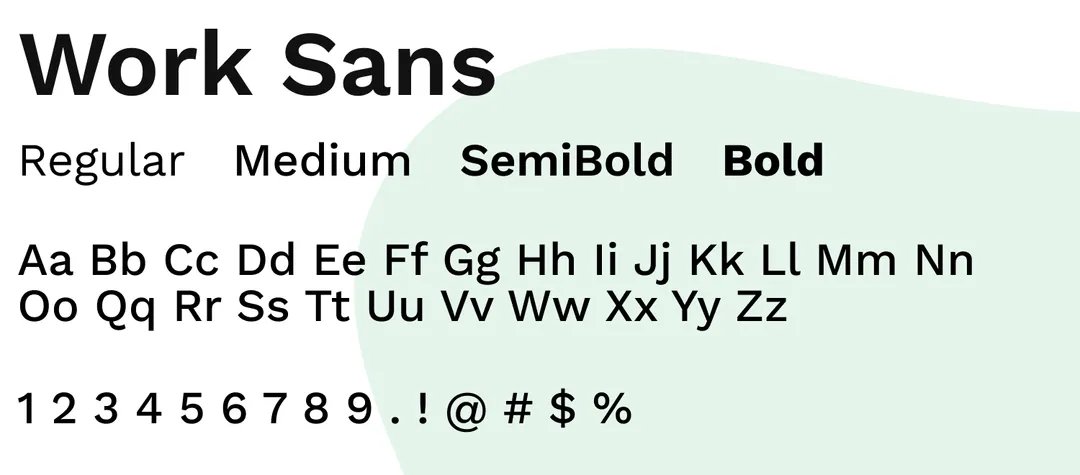 Work Sans
Regular Medium SemiBold Bold
Aa Bb Cc Dd Ee Ff Gg Hh Ii Jj Kk Ll Mm Nn
Oo Qq Rr Ss Tt Uu Vv Ww Xx Yy Zz
1 2 3 4 5 6 7 8 9 . ! @ # $ %